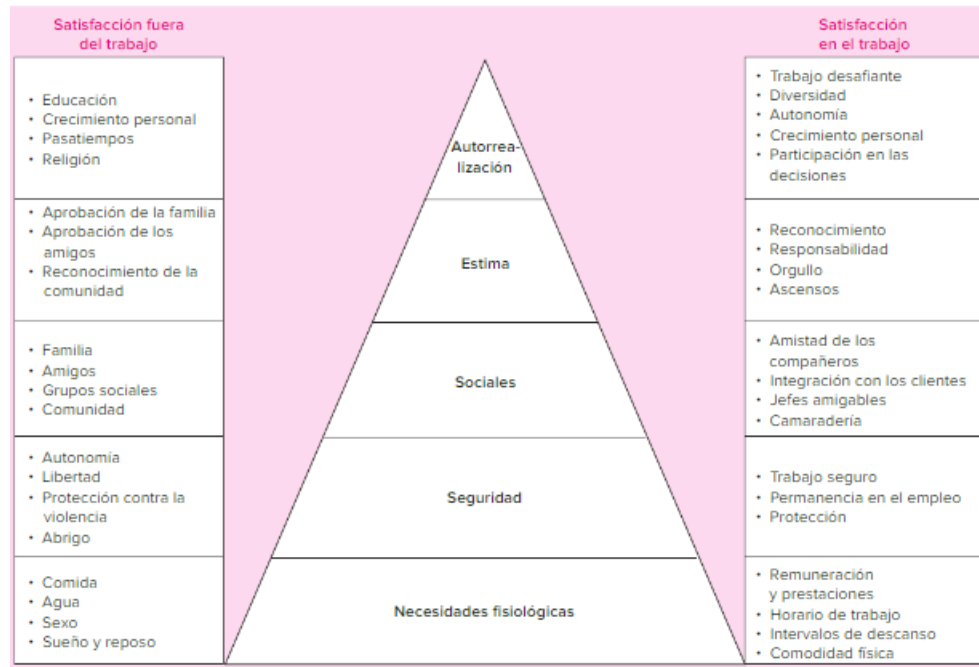 Satisfacción fuera
del trabajo
Satisfacción
en el trabajo
• Educación
• Crecimiento personal
• Pasatiempos
• Religión
Autorrea-
lización
• Trabajo desafiante
• Diversidad
• Autonomía
• Crecimiento personal
• Participación en las
decisiones
• Aprobación de la familia
• Aprobación de los
amigos
• Reconocimiento de la
comunidad
Estima
• Reconocimiento
• Responsabilidad
• Orgullo
• Ascensos
• Familia
• Amigos
• Grupos sociales
• Comunidad
Sociales
• Amistad de los
compañeros
• Integración con los clientes
• Jefes amigables
• Camaradería
• Autonomía
• Libertad
• Protección contra la
violencia
• Abrigo
Seguridad
• Trabajo seguro
• Permanencia en el empleo
• Protección
• Comida
• Agua
• Sexo
• Sueño y reposo
Necesidades fisiológicas
• Remuneración
y prestaciones
• Horario de trabajo
• Intervalos de descanso
• Comodidad física